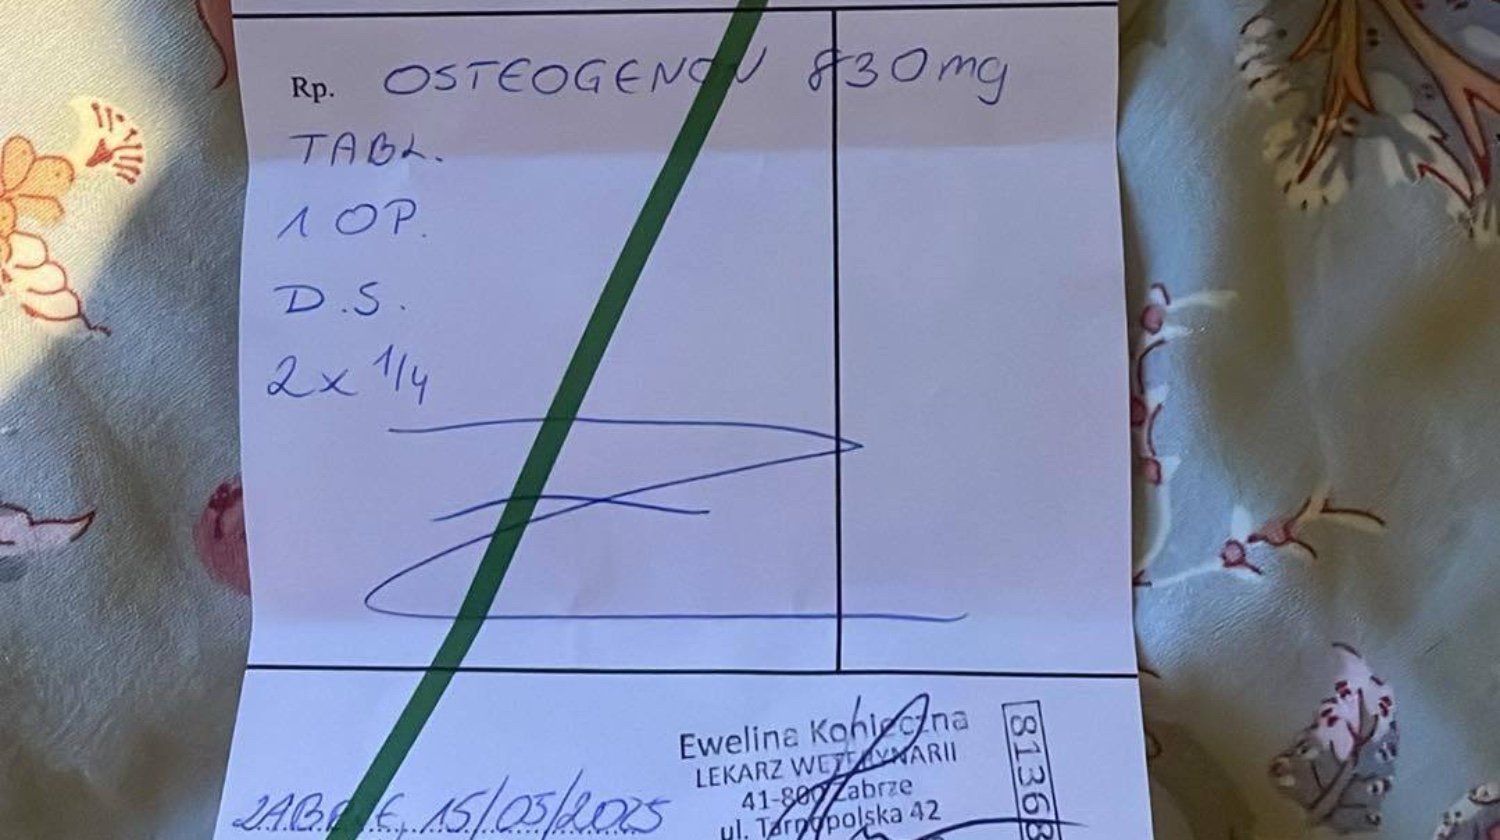 Rp. OSTEOGENON 830mg
TABL.
1 OP.
D.S.
2x 1/4
Ewelina Konieczna
LEKARZ WETERYNARII
41-800 Zabrze
ul. Tarnopolska 42
8136
ZABRZE, 15/05/2025